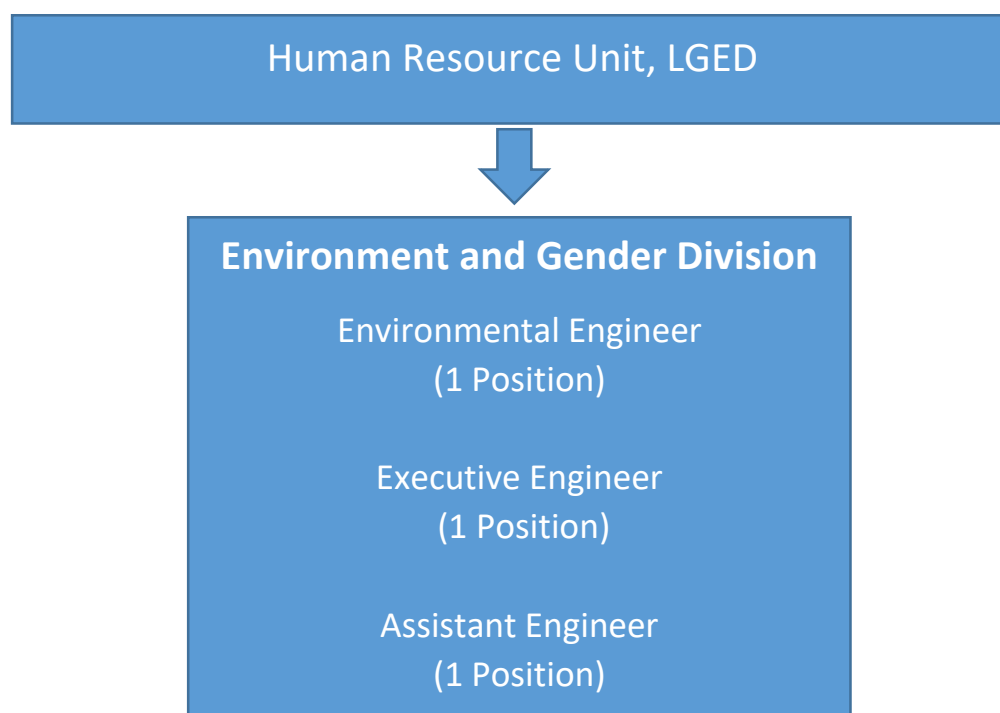 Human Resource Unit, LGED
Environment and Gender Division
Environmental Engineer
(1 Position)
Executive Engineer
(1 Position)
Assistant Engineer
(1 Position)